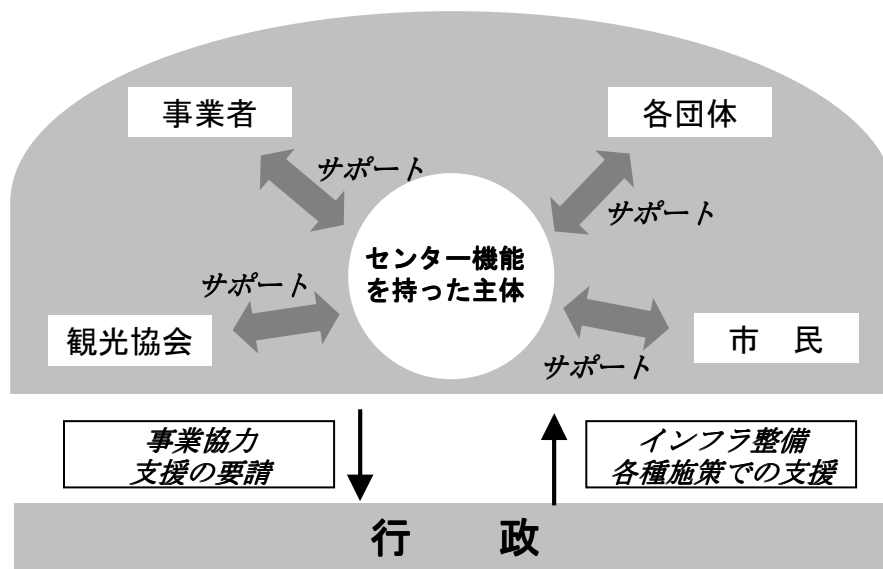 事業者
各団体
サポート
サポート
センター機能
を持った主体
サポート
観光協会
市　民
サポート
事業協力
支援の要請
インフラ整備
各種施策での支援
行　政